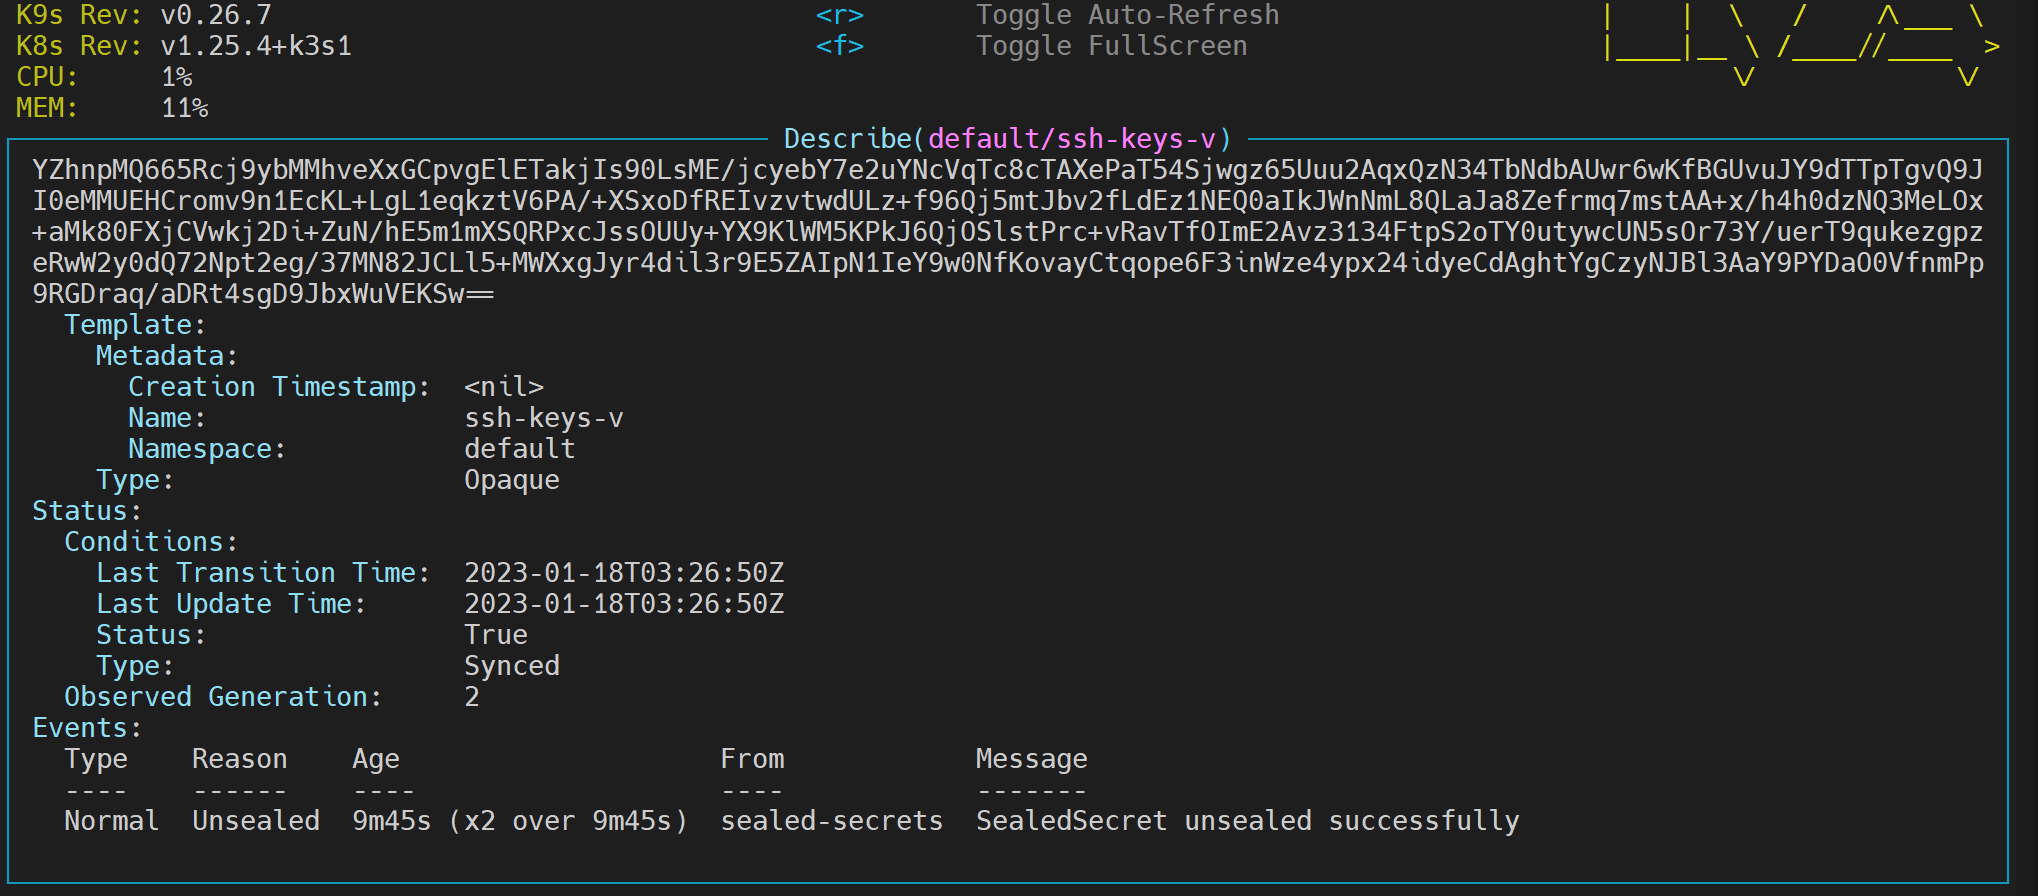 K9s Rev: v0.26.7 <r> Toggle Auto-Refresh
K8s Rev: v1.25.4+k3s1 <f> Toggle FullScreen
CPU: 1%
MEM: 11%
Describe(default/ssh-keys-v)
YZhnpMQ665Rcj9ybMMhveXxGCpvgElETakjIs90LsME/jcyebY7e2uYNcVqTc8cTAXePaT54Sjwgz65Uuu2AqxQzN34TbNdbAUwr6wKfBGUvuJY9dTTpTgvQ9J
I0eMMUEHCromv9n1EcKL+LgL1eqkztV6PA/+XSxoDfREIvzvtwdULz+f96Qj5mtJbv2fLdEz1NEQ0aIkJWnNmL8QLaJa8Zefrmq7mstAA+x/h4h0dzNQ3MeLOx
+aMk80FXjCVwkj2Di+ZuN/hE5m1mXSQRPxcJssOUUy+YX9KlWM5KPkJ6QjOSlstPrc+vRavTfOImE2Avz3134FtpS2oTY0utywcUN5sOr73Y/uerT9qukezgpz
eRwW2y0dQ72Npt2eg/37MN82JCLl5+MWXxgJyr4dil3r9E5ZAIpN1IeY9w0NfKovayCtqope6F3inWze4ypx24idyeCdAghtYgCzyNJBl3AaY9PYDaO0VfnmPp
9RGDraq/aDRt4sgD9JbxWuVEKSw==
Template:
Metadata:
Creation Timestamp: <nil>
Name: ssh-keys-v
Namespace: default
Type: Opaque
Status:
Conditions:
Last Transition Time: 2023-01-18T03:26:50Z
Last Update Time: 2023-01-18T03:26:50Z
Status: True
Type: Synced
Observed Generation: 2
Events:
Type Reason Age From Message
---- ------ ---- ---- -------
Normal Unsealed 9m45s (x2 over 9m45s) sealed-secrets SealedSecret unsealed successfully